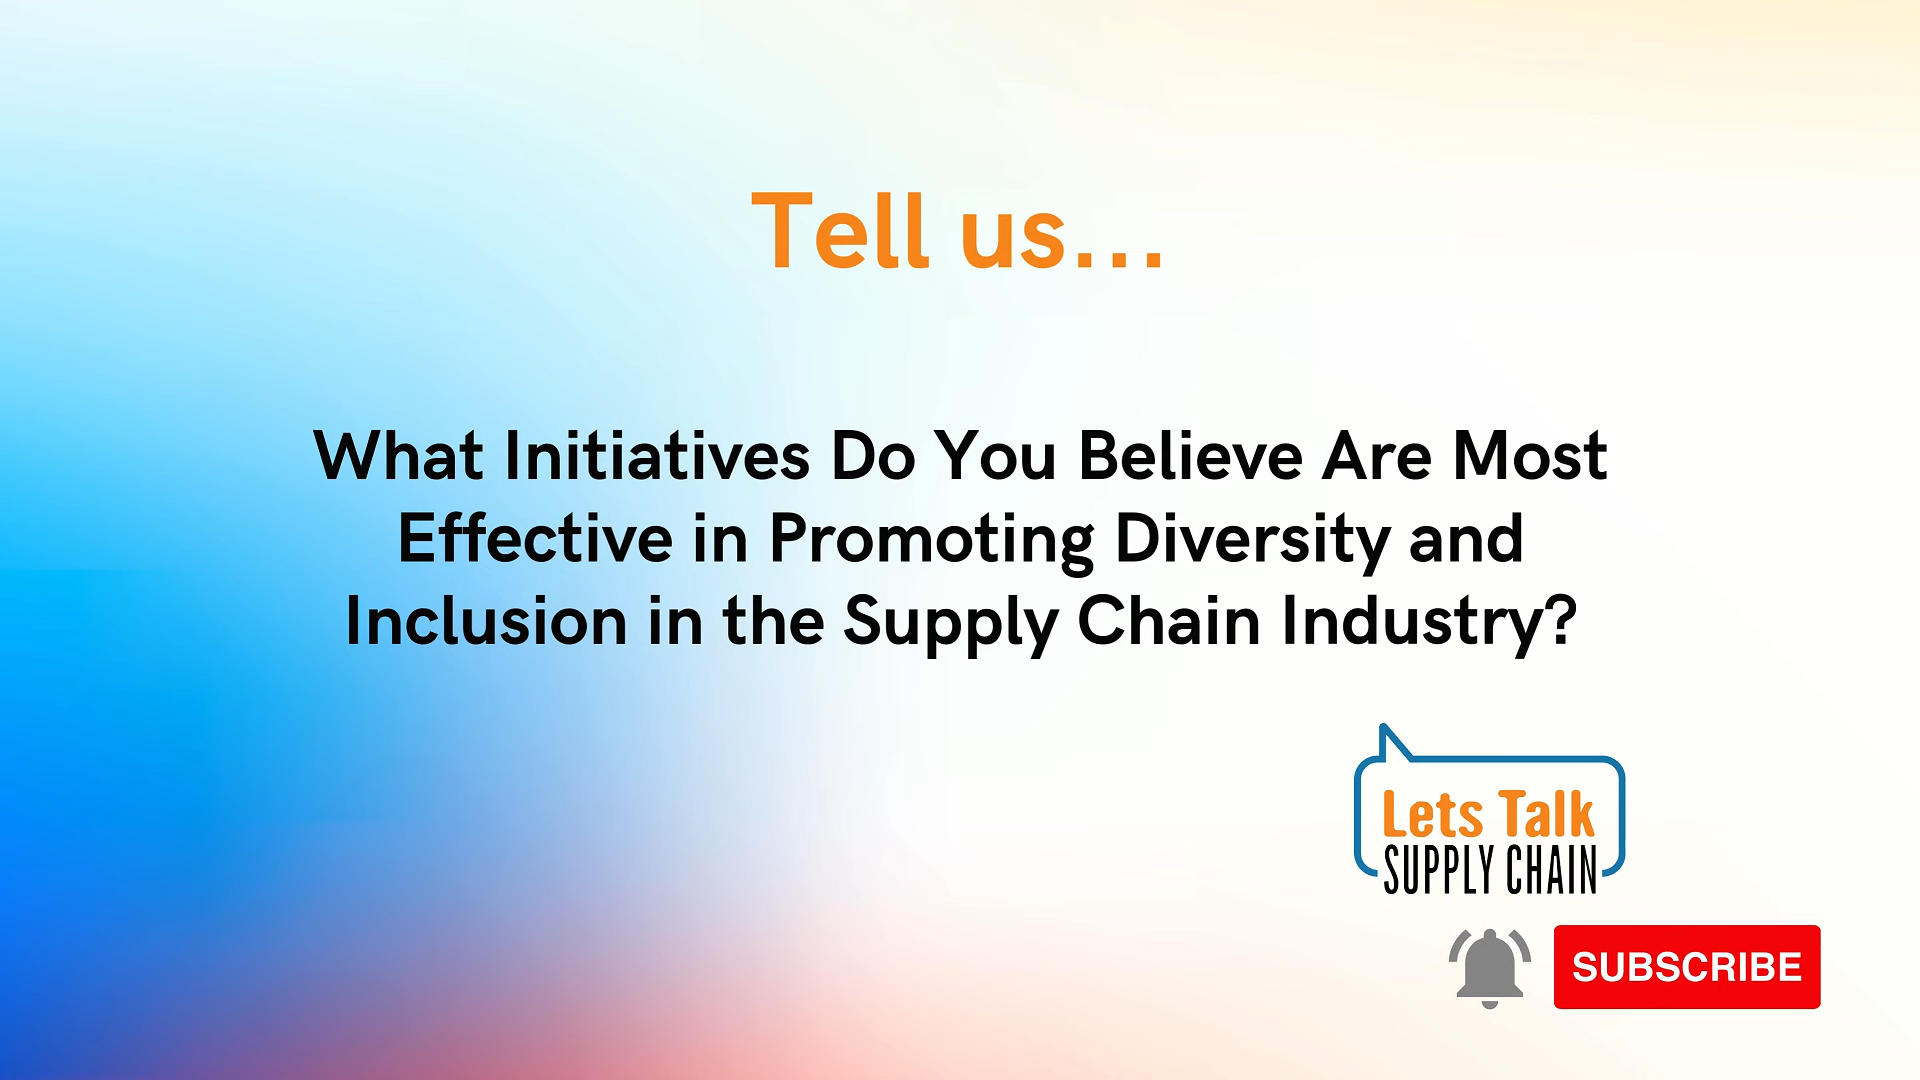 Tell us...
What Initiatives Do You Believe Are Most
Effective in Promoting Diversity and
Inclusion in the Supply Chain Industry?
Lets Talk
SUPPLY CHAIN
SUBSCRIBE